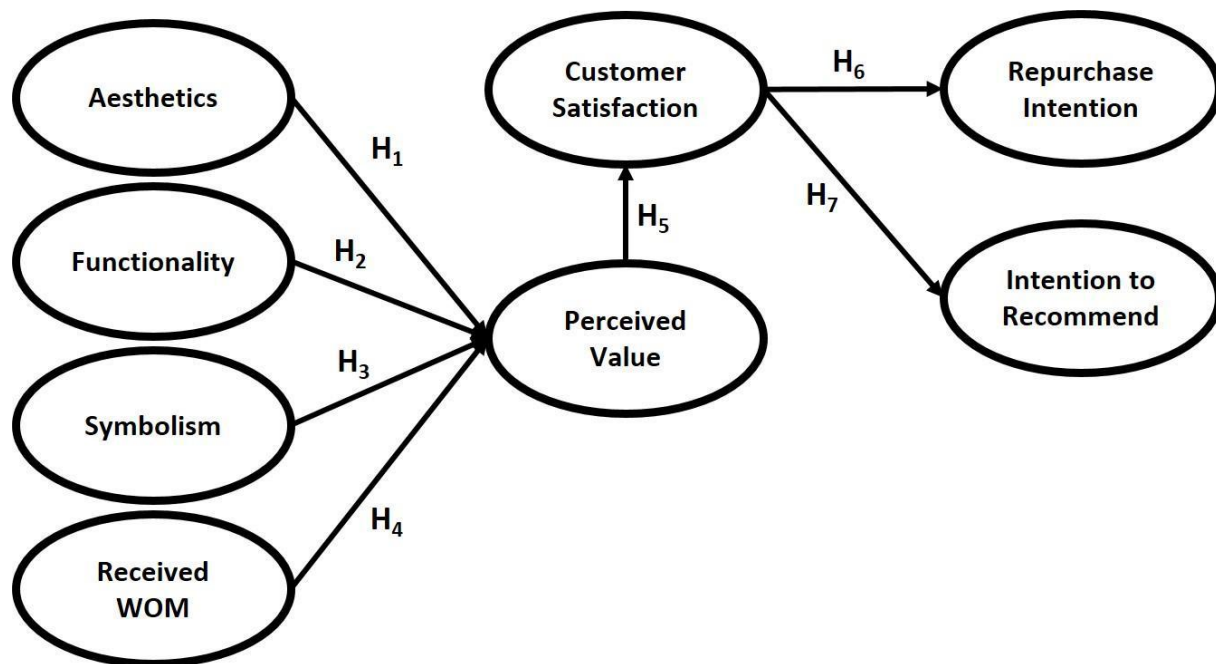 Aesthetics
Functionality
Symbolism
Received
WOM
H₁
H₂
H₃
H₄
Perceived
Value
H₅
Customer
Satisfaction
H₆
H₇
Repurchase
Intention
Intention to
Recommend